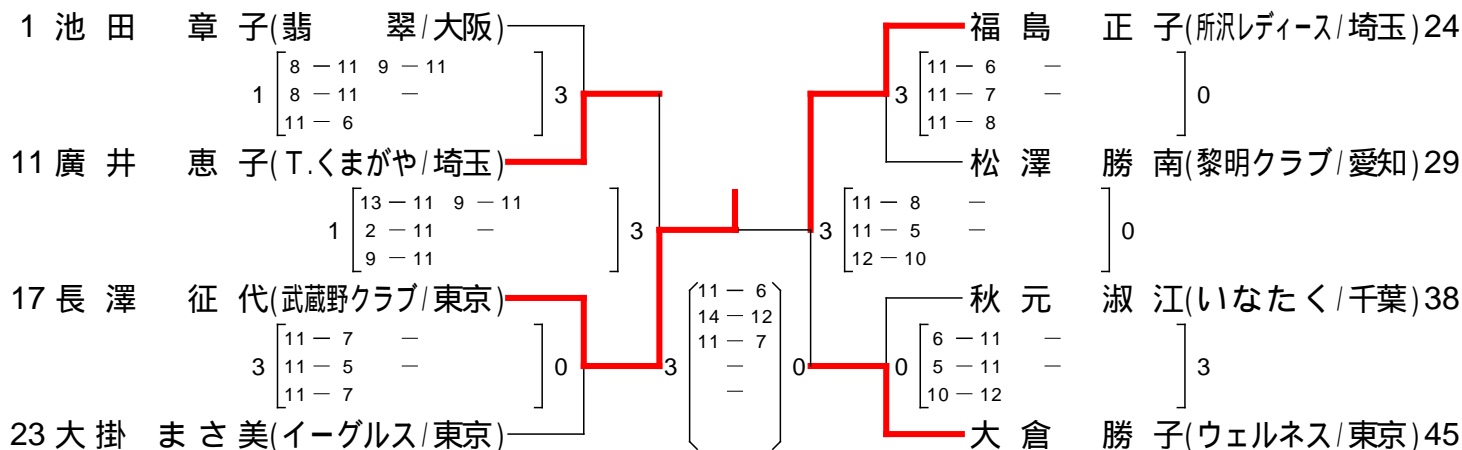 1 池田 章子(翡 翠/大阪)
8 － 11 9 － 11
1 8 － 11 － 3
11 － 6
11 廣井 恵子(T.くまがや/埼玉)
13 － 11 9 － 11
1 2 － 11 － 3
9 － 11
17 長澤 征代(武蔵野クラブ/東京)
11 － 7 －
3 11 － 5 － 0
11 － 7
23 大掛 まさ美(イーグルス/東京)
11 － 6
14 － 12
11 － 7
3 － 0
－
福島 正子(所沢レディース/埼玉)24
11 － 6 －
3 11 － 7 － 0
11 － 8
松澤 勝南(黎明クラブ/愛知)29
11 － 8 －
3 11 － 5 － 0
12 － 10
秋元 淑江(いなたく/千葉)38
6 － 11 －
0 5 － 11 － 3
10 － 12
大倉 勝子(ウェルネス/東京)45